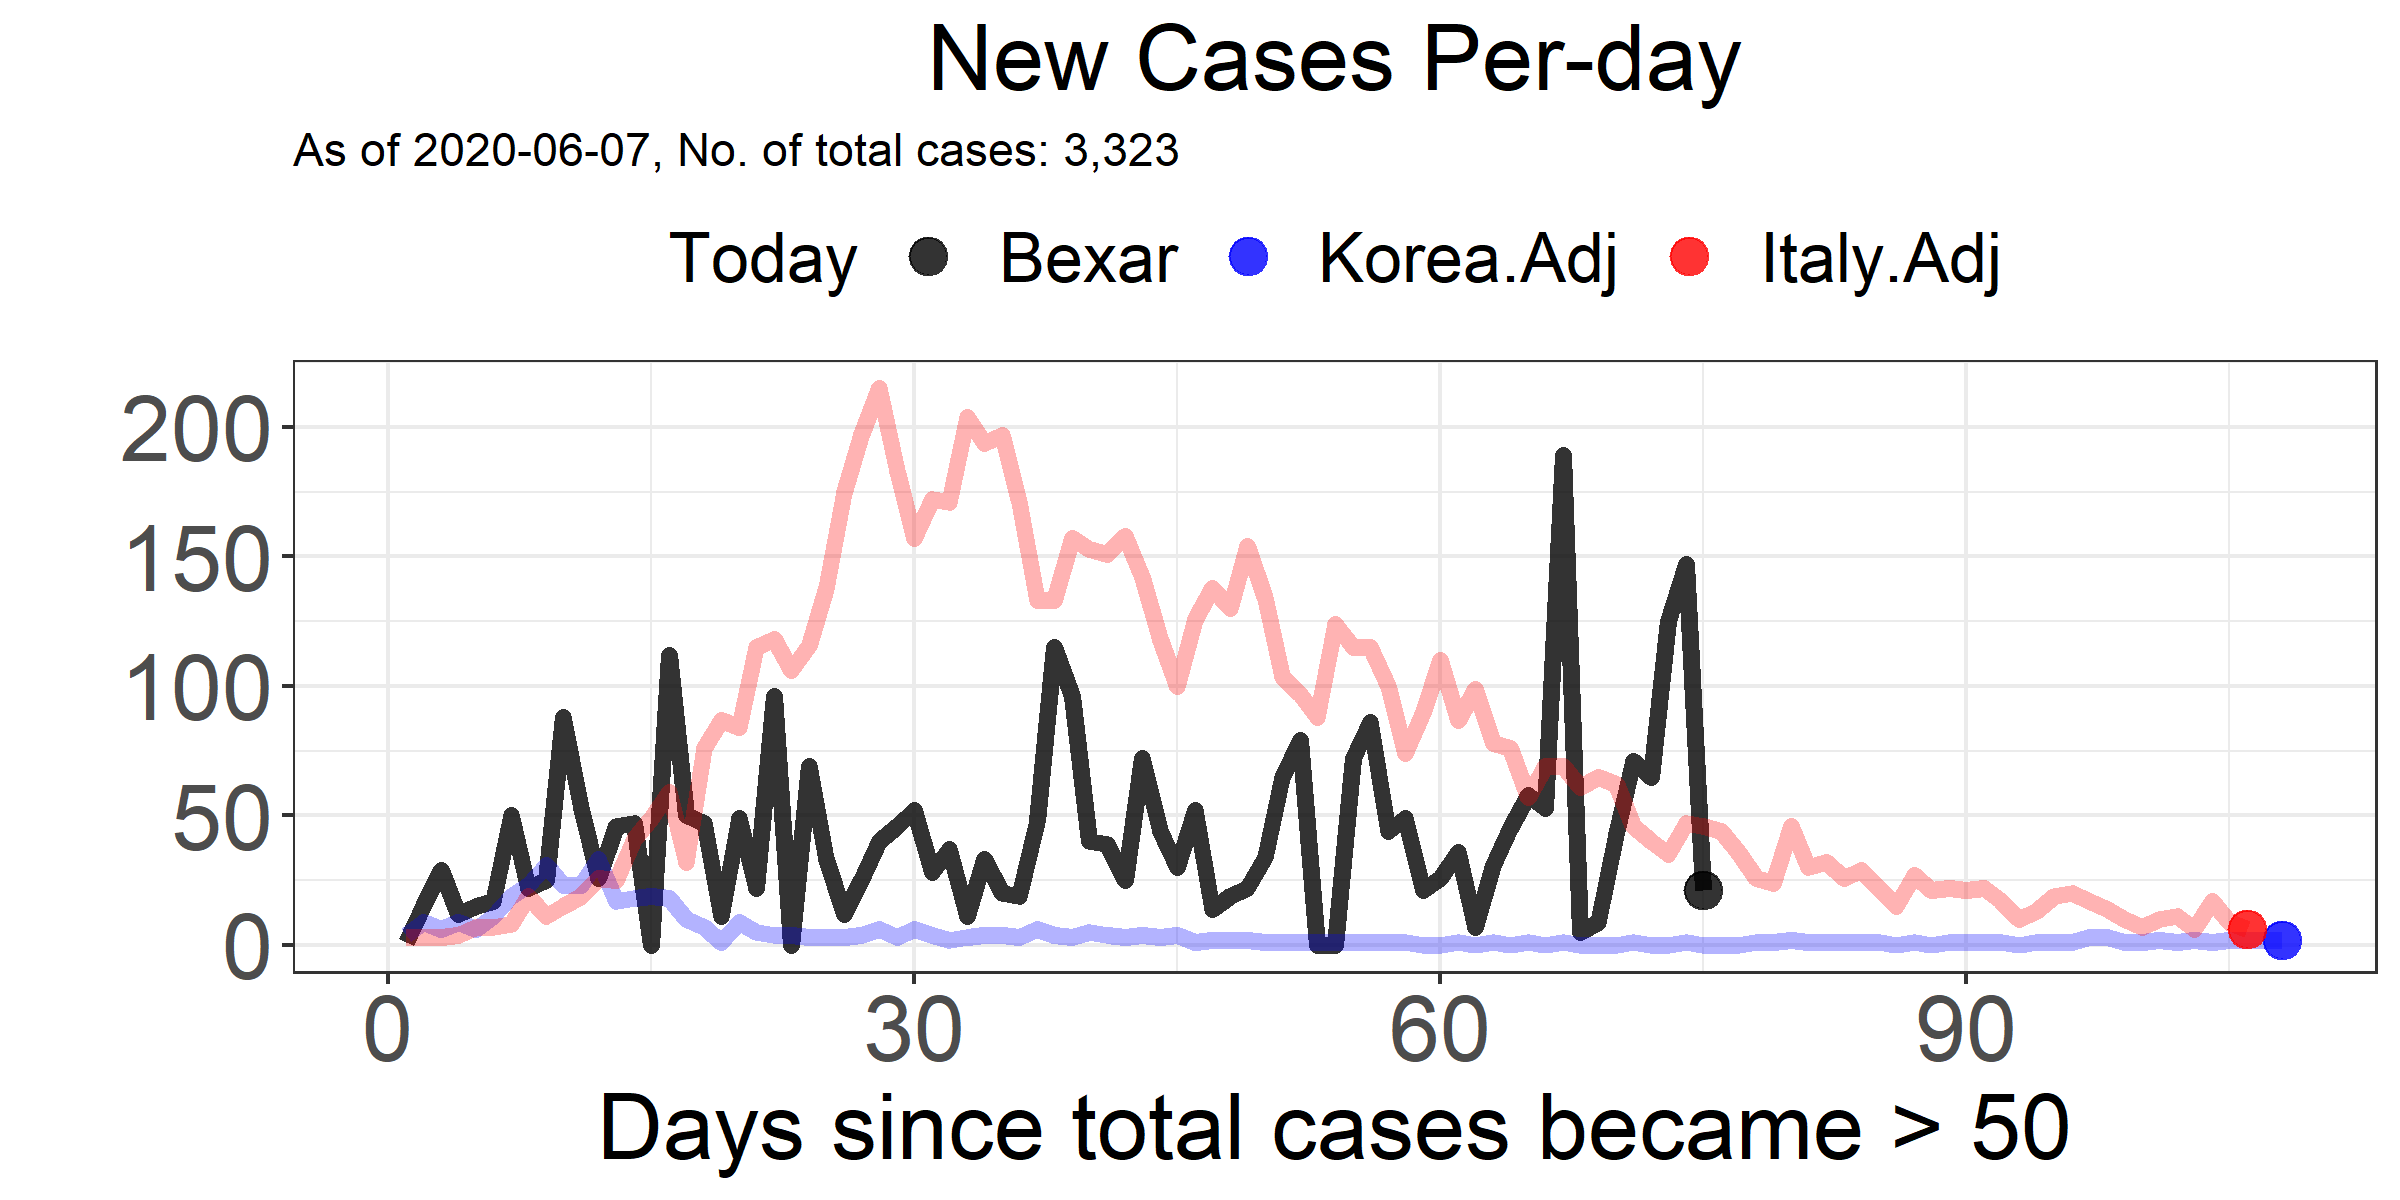 New Cases Per-day
As of 2020-06-07, No. of total cases: 3,323
Today Bexar Korea.Adj Italy.Adj
200
150
100
50
0
0 30 60 90
Days since total cases became > 50